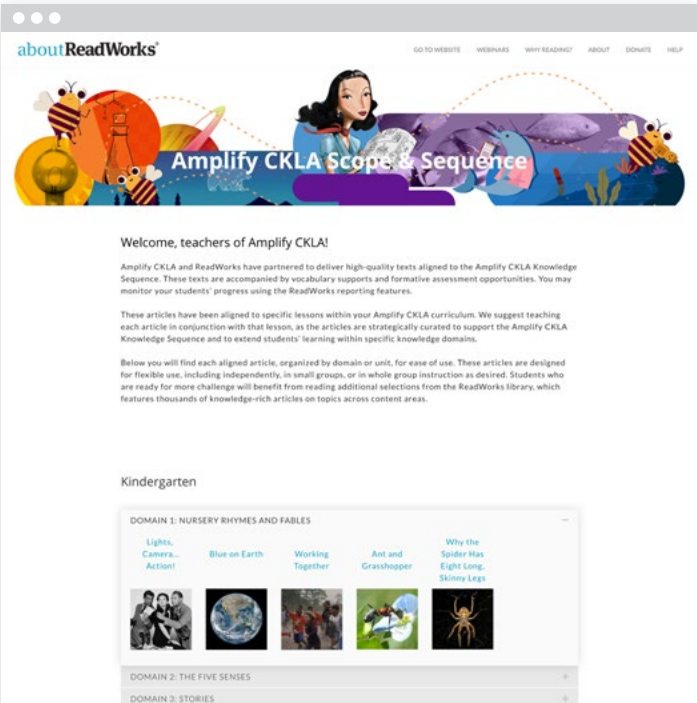 aboutReadWorks®
GO TO WEBSITE WEBINARS WHY READING? ABOUT DONATE HELP
Amplify CKLA Scope & Sequence
Welcome, teachers of Amplify CKLA!
Amplify CKLA and ReadWorks have partnered to deliver high-quality texts aligned to the Amplify CKLA Knowledge
Sequence. These texts are accompanied by vocabulary supports and formative assessment opportunities. You may
monitor your students' progress using the ReadWorks reporting features.
These articles have been aligned to specific lessons within your Amplify CKLA curriculum. We suggest teaching
each article in conjunction with that lesson, as the articles are strategically curated to support the Amplify CKLA
Knowledge Sequence and to extend students' learning within specific knowledge domains.
Below you will find each aligned article, organized by domain or unit, for ease of use. These articles are designed
for flexible use, including independently, in small groups, or in whole group instruction as desired. Students who
are ready for more challenge will benefit from reading additional selections from the ReadWorks library, which
features thousands of knowledge-rich articles on topics across content areas.
Kindergarten
DOMAIN 1: NURSERY RHYMES AND FABLES
Lights,
Camera...
Action!
Blue on Earth
Working
Together
Ant and
Grasshopper
Why the
Spider Has
Eight Long,
Skinny Legs
DOMAIN 2: THE FIVE SENSES
DOMAIN 3: STORIES